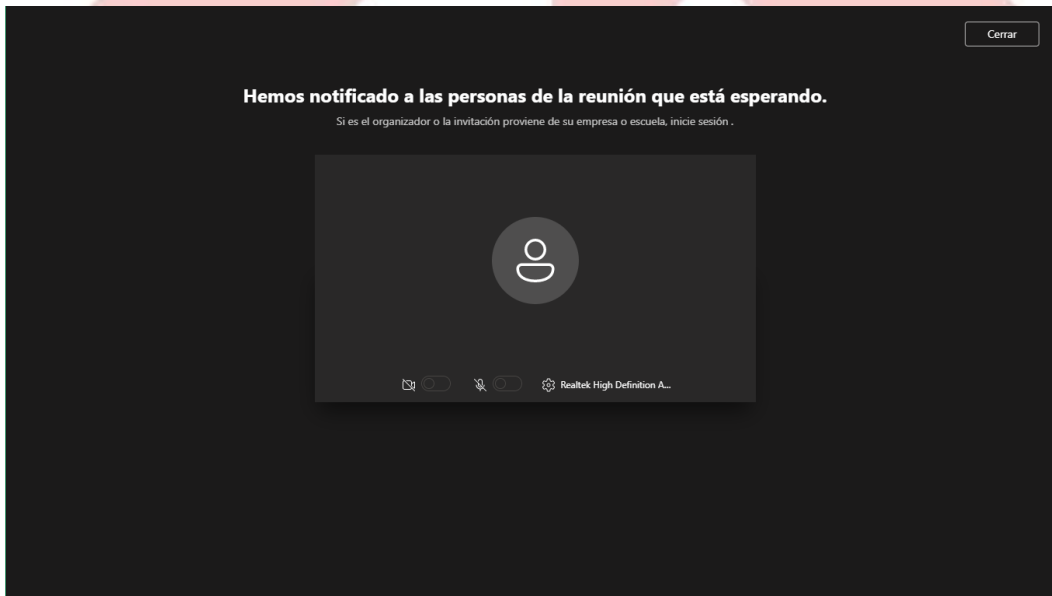 Cerrar
Hemos notificado a las personas de la reunión que está esperando.
Si es el organizador o la invitación proviene de su empresa o escuela, inicie sesión .
Realtek High Definition A...